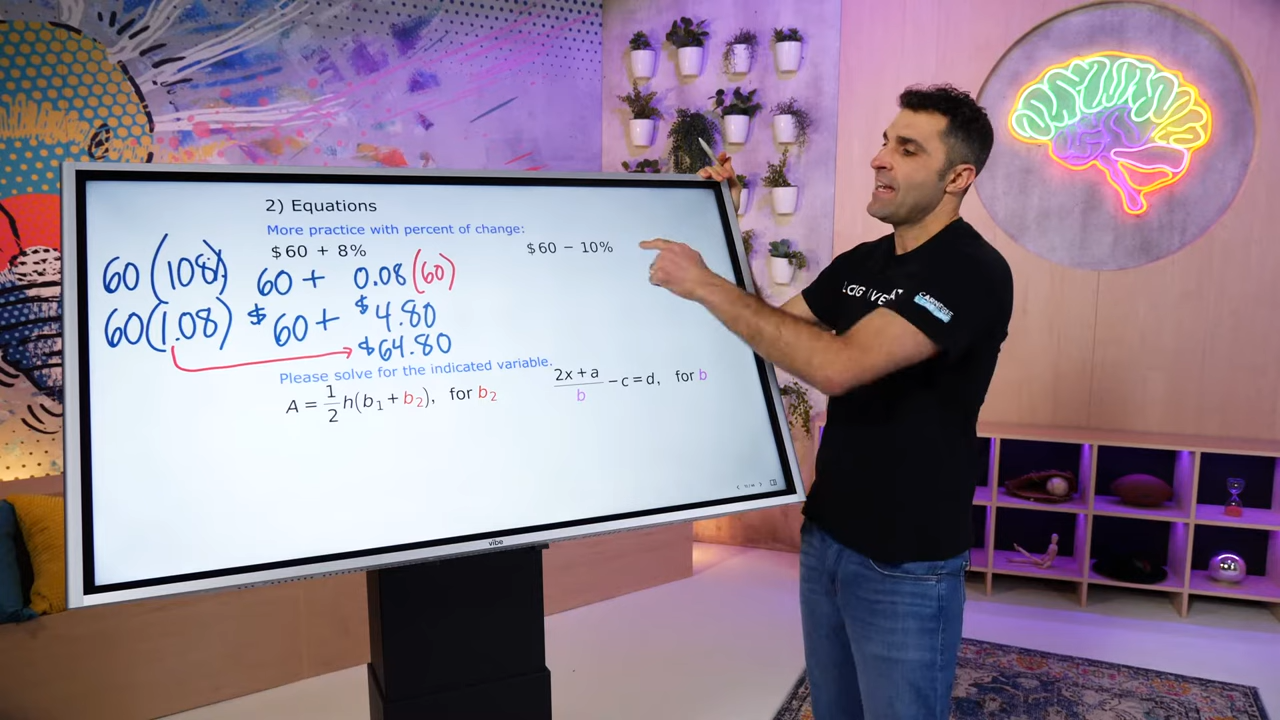 2) Equations
More practice with percent of change:
$60 + 8%
$60 − 10%
60 (108%)
60 + 0.08 (60)
60 (1.08)
$60 + $4.80
$64.80
Please solve for the indicated variable.
A = 1/2 h(b₁ + b₂), for b₂
(2x + a)/b − c = d, for b
vibe
CARNEGIE